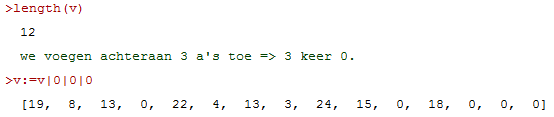 >length(v)
12
we voegen achteraan 3 a's toe => 3 keer 0.
>v:=v|0|0|0
[19, 8, 13, 0, 22, 4, 13, 3, 24, 15, 0, 18, 0, 0, 0]